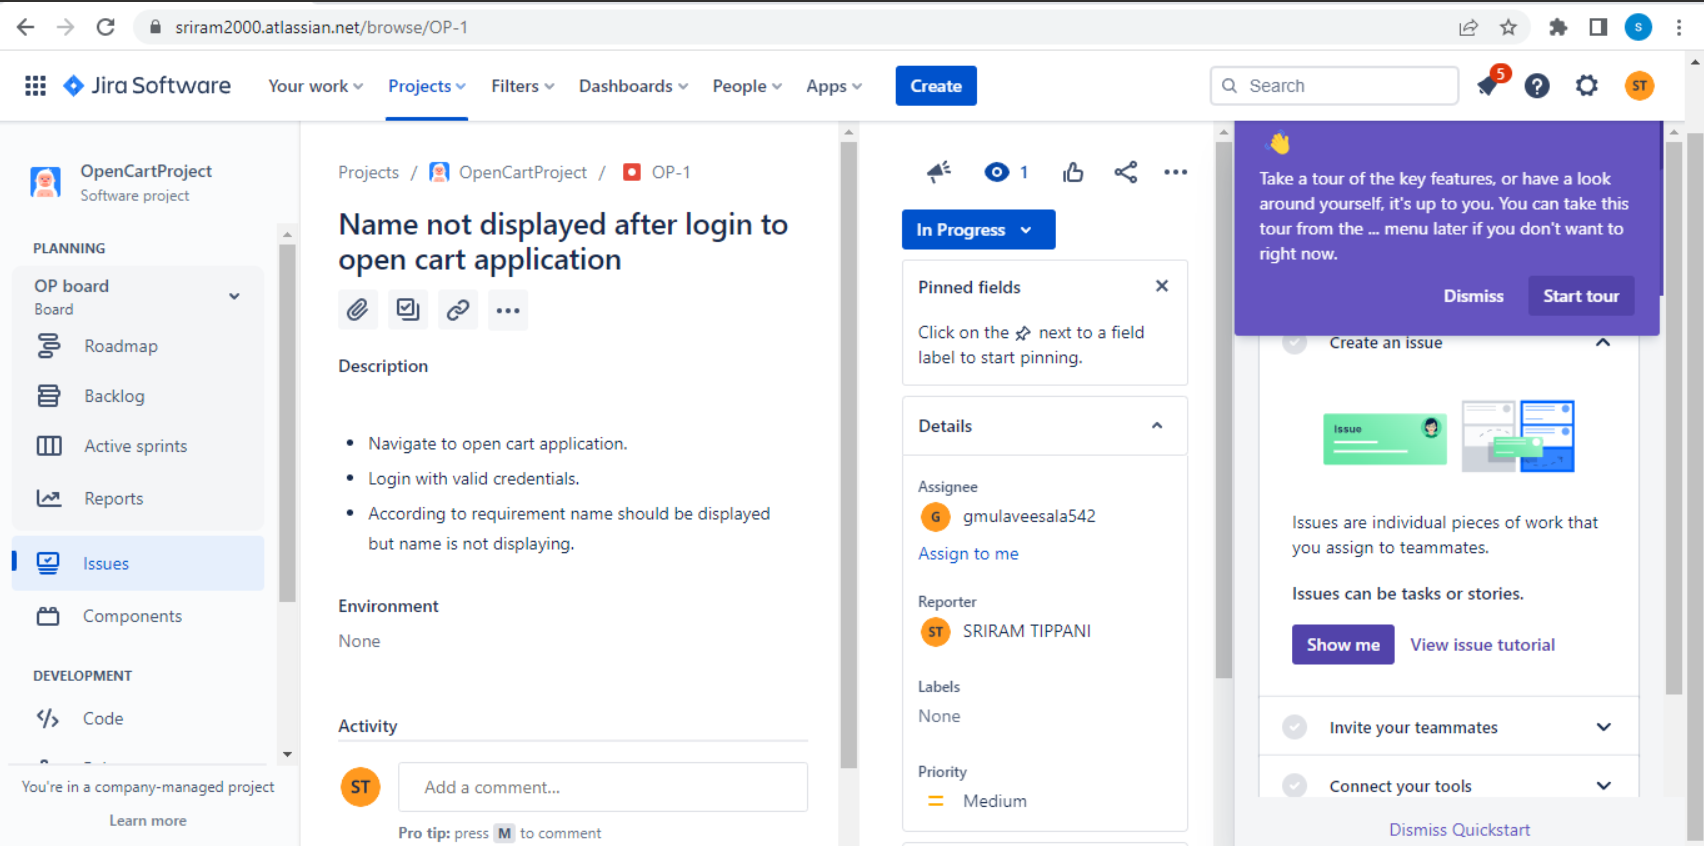 sriram2000.atlassian.net/browse/OP-1
S
Jira Software
Your work
Projects
Filters
Dashboards
People
Apps
Create
Search
5
ST
OpenCartProject
Software project
PLANNING
OP board
Board
Roadmap
Backlog
Active sprints
Reports
Issues
Components
DEVELOPMENT
Code
You're in a company-managed project
Learn more
Projects / OpenCartProject / OP-1
Name not displayed after login to
open cart application
Description
Navigate to open cart application.
Login with valid credentials.
According to requirement name should be displayed
but name is not displaying.
Environment
None
Activity
ST
Add a comment...
Pro tip: press M to comment
1
In Progress
Pinned fields
Click on the next to a field
label to start pinning.
Details
Assignee
G gmulaveesala542
Assign to me
Reporter
ST SRIRAM TIPPANI
Labels
None
Priority
Medium
Take a tour of the key features, or have a look
around yourself, it's up to you. You can take this
tour from the ... menu later if you don't want to
right now.
Dismiss
Start tour
Create an issue
Issue
Issues are individual pieces of work that
you assign to teammates.
Issues can be tasks or stories.
Show me
View issue tutorial
Invite your teammates
Connect your tools
Dismiss Quickstart